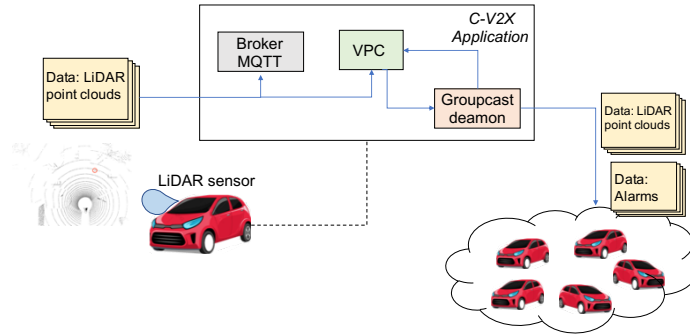 C-V2X
Application
Broker
MQTT
VPC
Data: LiDAR
point clouds
Groupcast
deamon
Data: LiDAR
point clouds
LiDAR sensor
Data:
Alarms